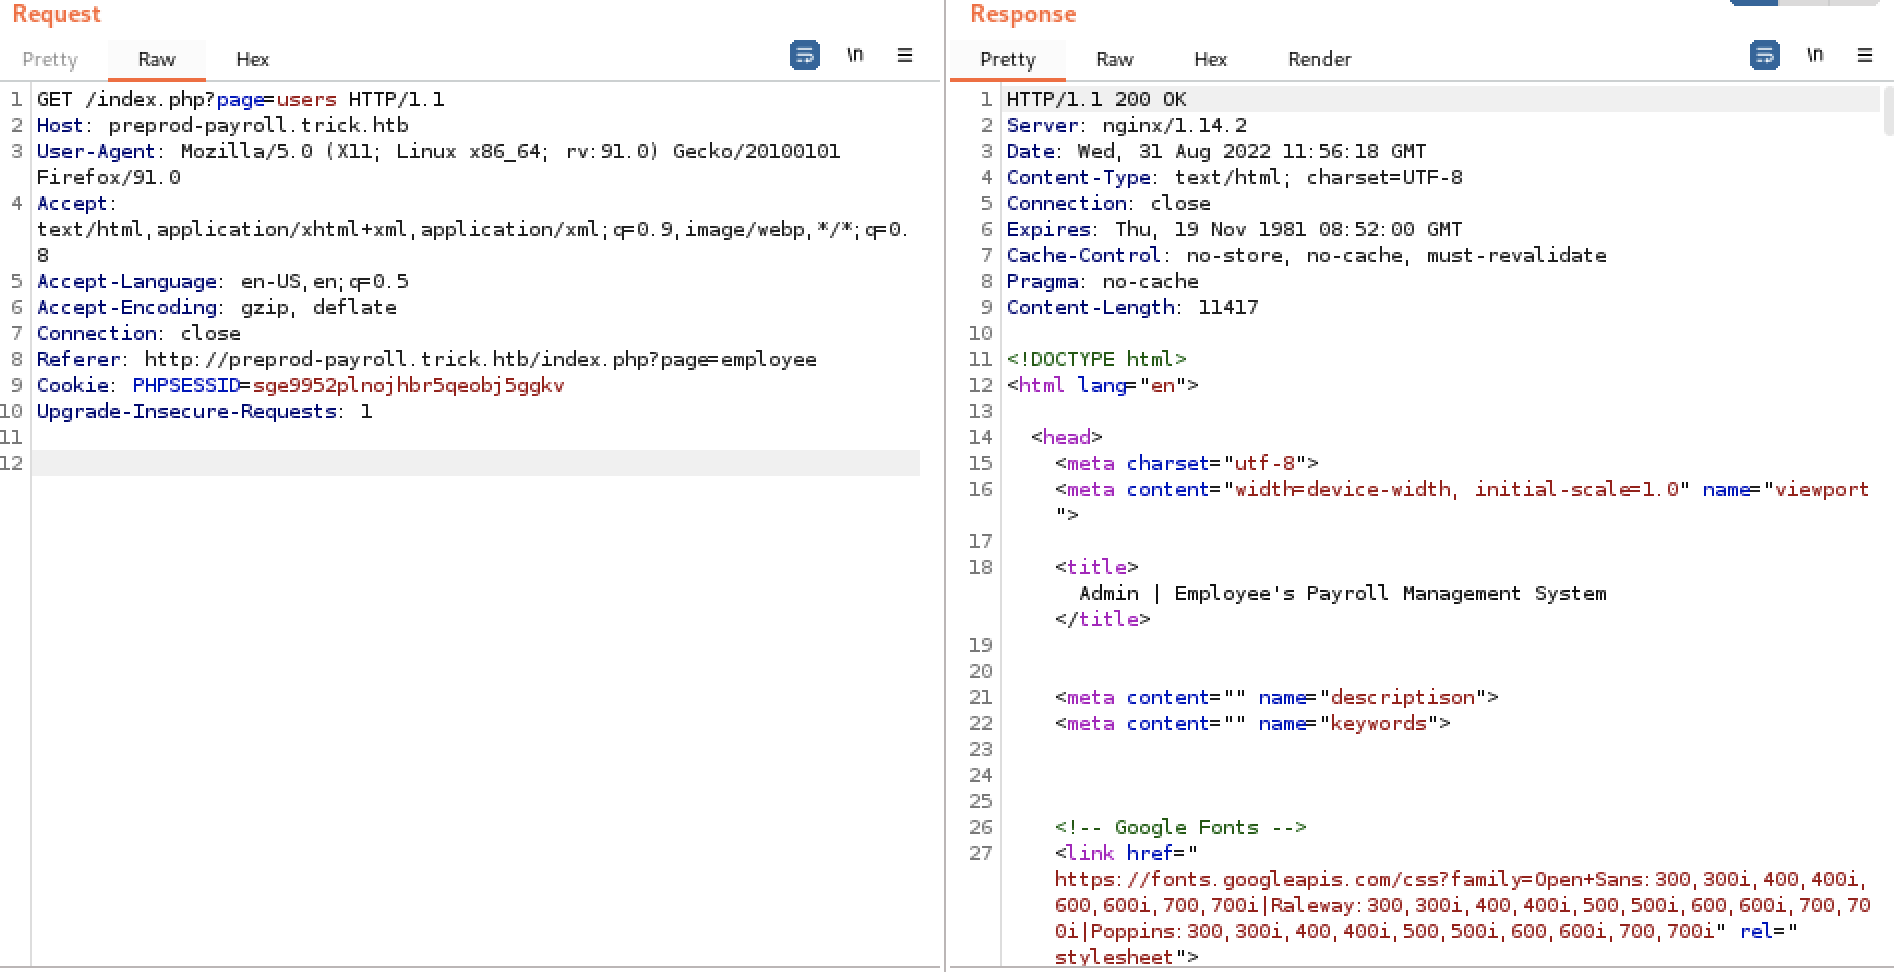 Request
Pretty Raw Hex \n
1 GET /index.php?page=users HTTP/1.1
2 Host: preprod-payroll.trick.htb
3 User-Agent: Mozilla/5.0 (X11; Linux x86_64; rv:91.0) Gecko/20100101
Firefox/91.0
4 Accept:
text/html,application/xhtml+xml,application/xml;q=0.9,image/webp,*/*;q=0.
8
5 Accept-Language: en-US,en;q=0.5
6 Accept-Encoding: gzip, deflate
7 Connection: close
8 Referer: http://preprod-payroll.trick.htb/index.php?page=employee
9 Cookie: PHPSESSID=sge9952plnojhbr5qeobj5ggkv
10 Upgrade-Insecure-Requests: 1
11
12
Response
Pretty Raw Hex Render \n
1 HTTP/1.1 200 OK
2 Server: nginx/1.14.2
3 Date: Wed, 31 Aug 2022 11:56:18 GMT
4 Content-Type: text/html; charset=UTF-8
5 Connection: close
6 Expires: Thu, 19 Nov 1981 08:52:00 GMT
7 Cache-Control: no-store, no-cache, must-revalidate
8 Pragma: no-cache
9 Content-Length: 11417
10
11 <!DOCTYPE html>
12 <html lang="en">
13
14 <head>
15 <meta charset="utf-8">
16 <meta content="width=device-width, initial-scale=1.0" name="viewport
">
17
18 <title>
Admin | Employee's Payroll Management System
</title>
19
20
21 <meta content="" name="descriptison">
22 <meta content="" name="keywords">
23
24
25
26 <!-- Google Fonts -->
27 <link href="
https://fonts.googleapis.com/css?family=Open+Sans:300,300i,400,400i,
600,600i,700,700i|Raleway:300,300i,400,400i,500,500i,600,600i,700,70
0i|Poppins:300,300i,400,400i,500,500i,600,600i,700,700i" rel="
stylesheet">